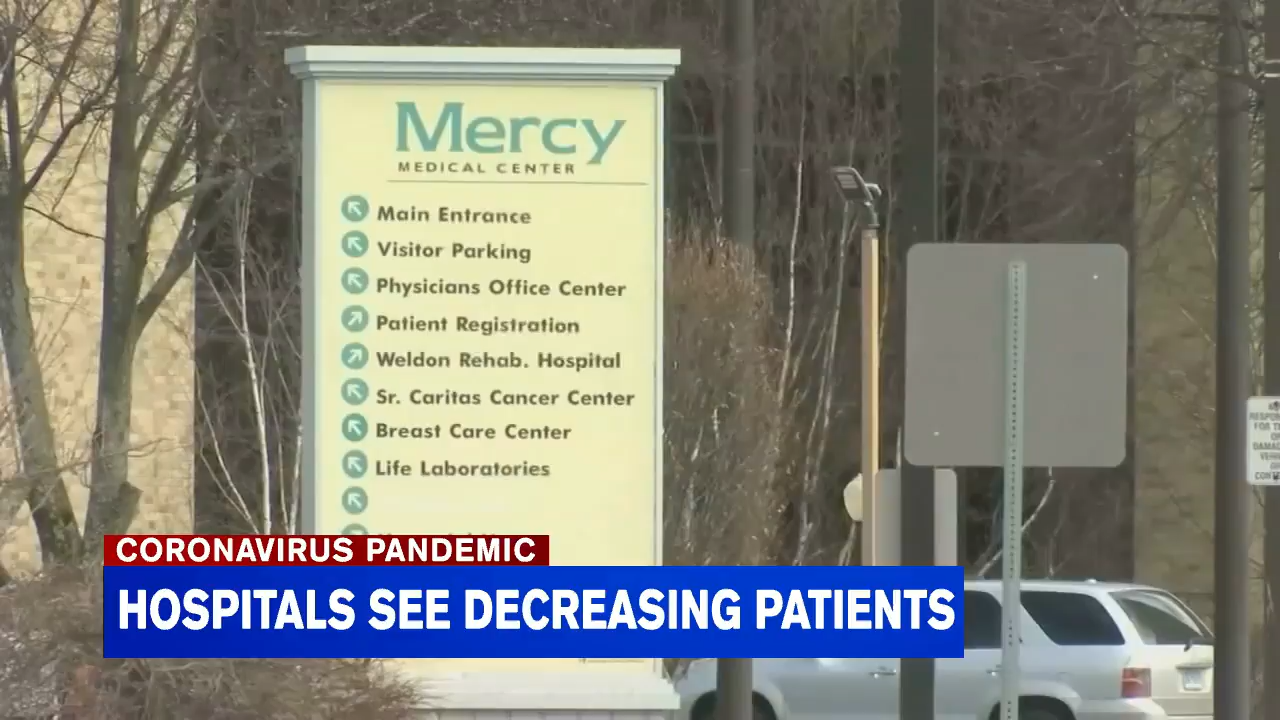 Mercy
MEDICAL CENTER
Main Entrance
Visitor Parking
Physicians Office Center
Patient Registration
Weldon Rehab. Hospital
Sr. Caritas Cancer Center
Breast Care Center
Life Laboratories
FOR
CORONAVIRUS PANDEMIC
HOSPITALS SEE DECREASING PATIENTS